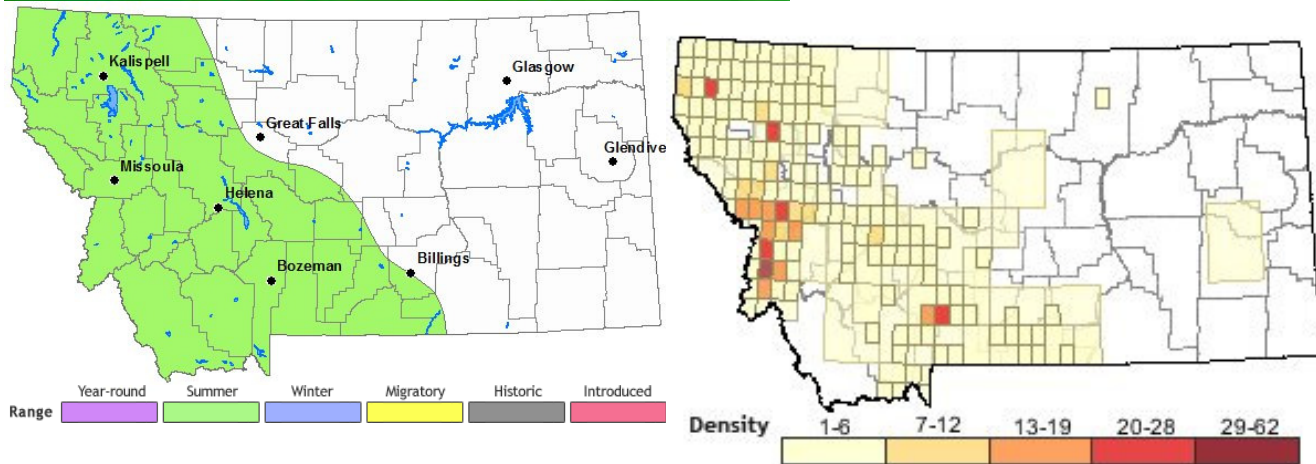 Kalispell
Glasgow
Great Falls
Glendive
Missoula
Helena
Billings
Bozeman
Year-round Summer Winter Migratory Historic Introduced
Range
Density 1-6 7-12 13-19 20-28 29-62